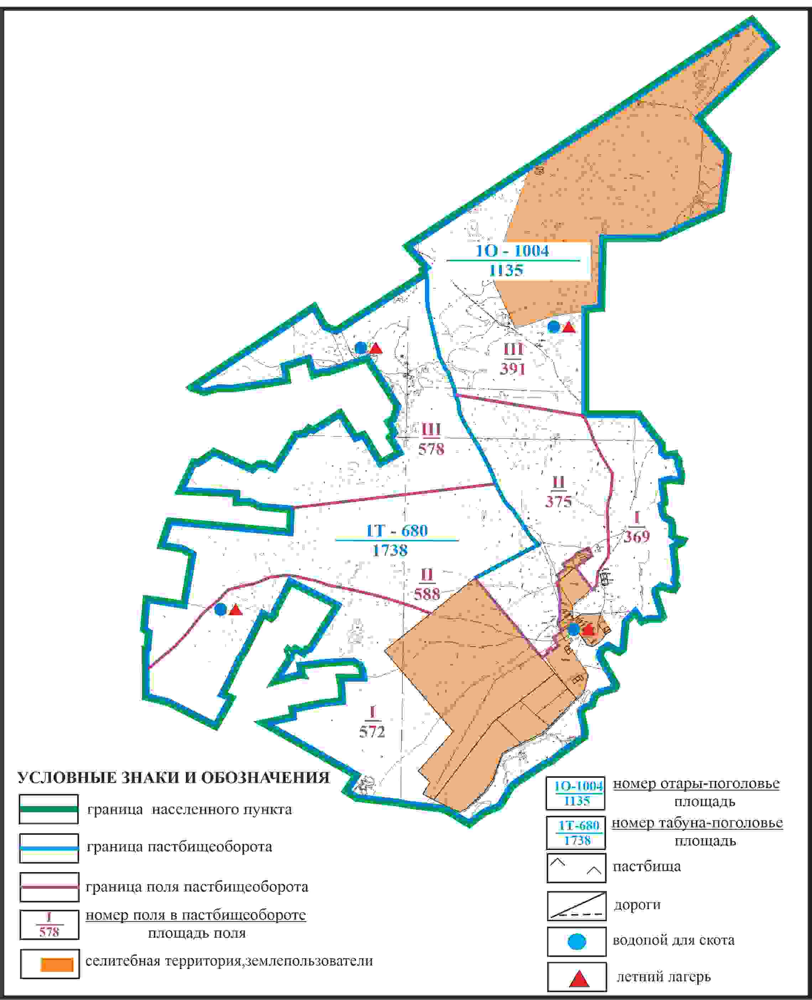 1О - 1004
1135
III
391
III
578
II
375
I
369
1Т - 680
1738
II
588
I
572
УСЛОВНЫЕ ЗНАКИ И ОБОЗНАЧЕНИЯ
граница населенного пункта
граница пастбищеоборота
граница поля пастбищеоборота
I
578
номер поля в пастбищеобороте
площадь поля
селитебная территория,землепользователи
1О-1004
1135
номер отары-поголовье
площадь
1Т-680
1738
номер табуна-поголовье
площадь
пастбища
дороги
водопой для скота
летний лагерь